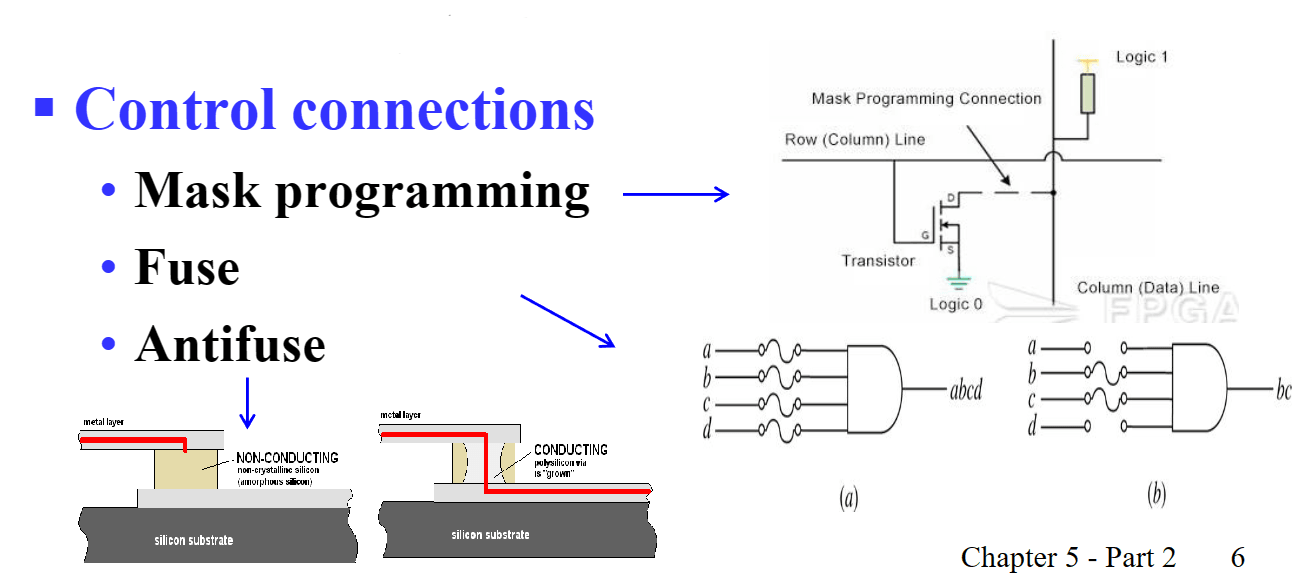 Control connections
Mask programming
Fuse
Antifuse
Logic 1
Mask Programming Connection
Row (Column) Line
D
G
S
Transistor
Logic 0
Column (Data) Line
FPGA
a
b
c
d
abcd
(a)
a
b
c
d
bc
(b)
metal layer
NON-CONDUCTING
non-crystalline silicon
(amorphous silicon)
silicon substrate
metal layer
CONDUCTING
polysilicon via
is "grown"
silicon substrate
Chapter 5 - Part 2 6